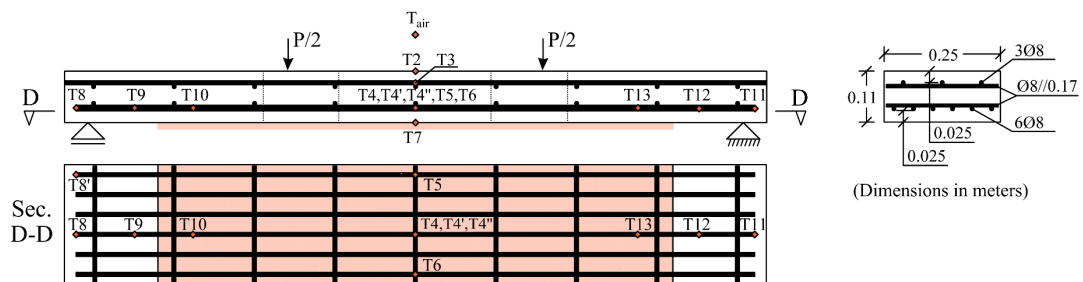 T air
P/2 P/2
T2 T3
D T8 T9 T10 T4,T4',T4'',T5,T6 T13 T12 T11 D
T7
T8' T5
Sec.
D-D
T8 T9 T10 T4,T4',T4'' T13 T12 T11
T6
0.25
3Ø8
0.11
Ø8//0.17
6Ø8
0.025
0.025
(Dimensions in meters)